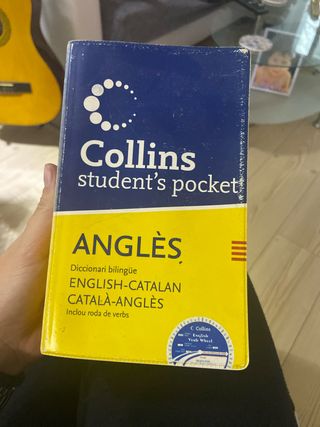 Collins
student's pocket
ANGLÈS
Diccionari bilingüe
ENGLISH-CATALAN
CATALÀ-ANGLÈS
Inclou roda de verbs
Collins
English
Verb Wheel